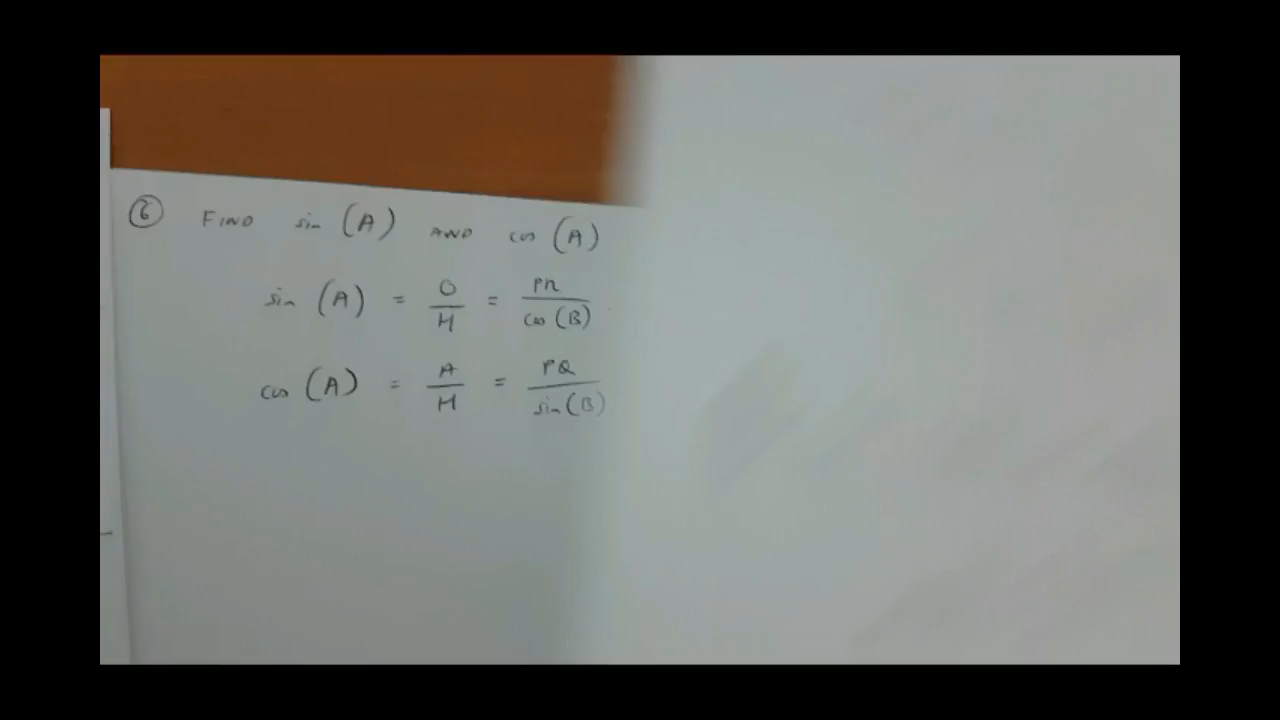 ⑥ FIND sin (A) AND cos (A)
sin (A) = O/H = PR/cos(B)
cos (A) = A/H = PQ/sin(B)